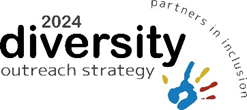 2024
diversity
outreach strategy
partners in inclusion